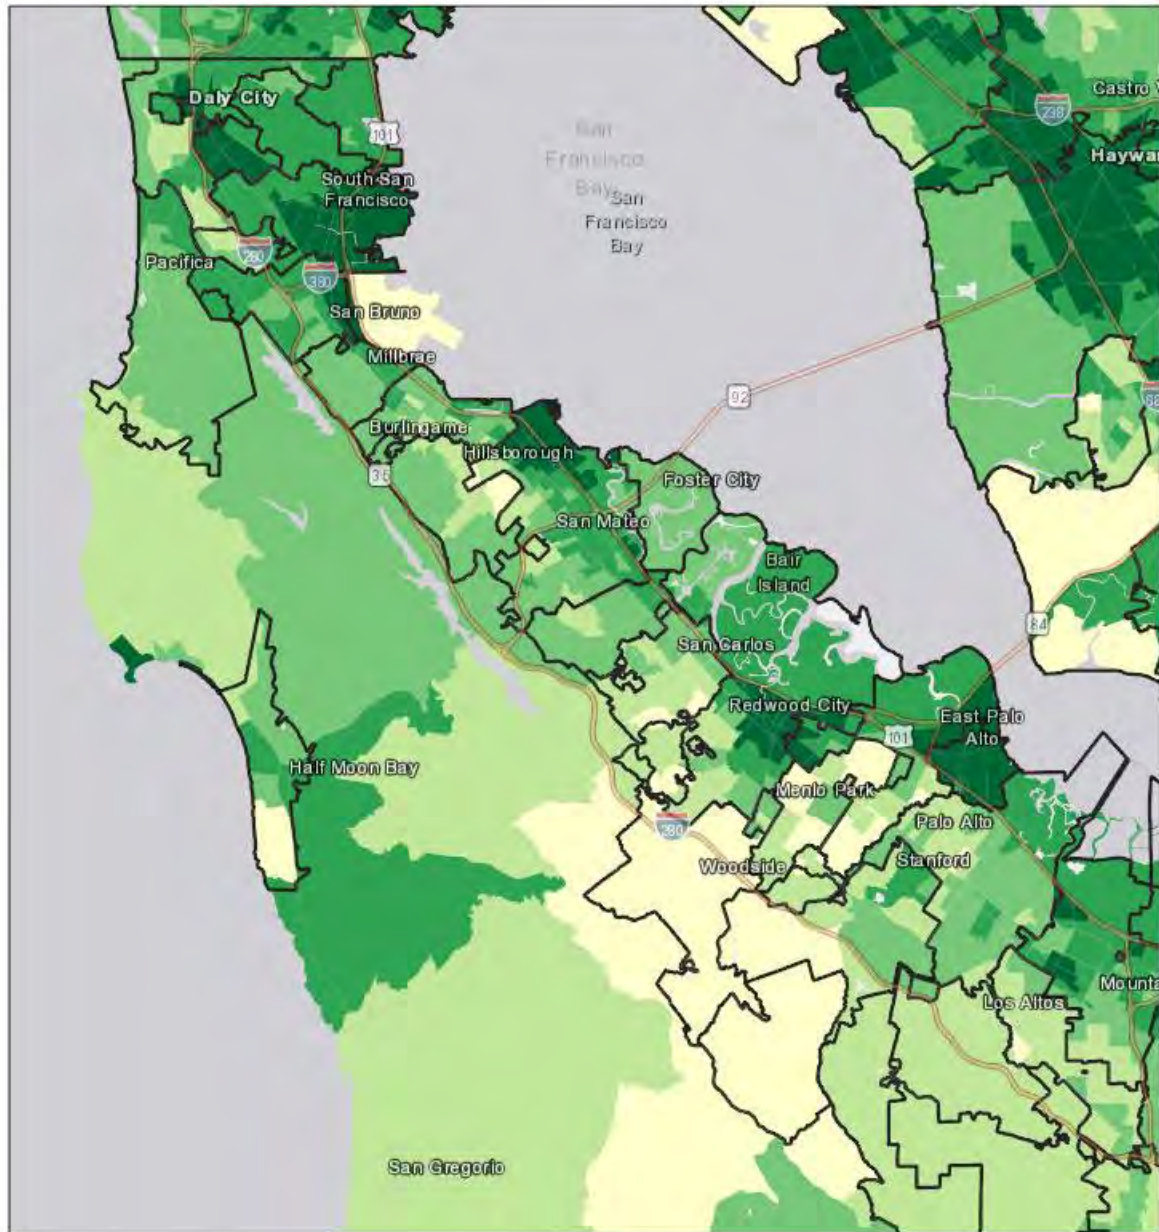 Castro V
238
Daly City
101
Haywar
San
Francisco
Bay
South San
Francisco
San
Francisco
Bay
280
Pacifica
380
San Bruno
Millbrae
92
68
Burlingame
Hillsborough
35
Foster City
San Mateo
Bair
Island
84
San Carlos
Redwood City
East Palo
Alto
101
Half Moon Bay
Menlo Park
280
Palo Alto
Woodside
Stanford
Los Altos
Mounta
San Gregorio